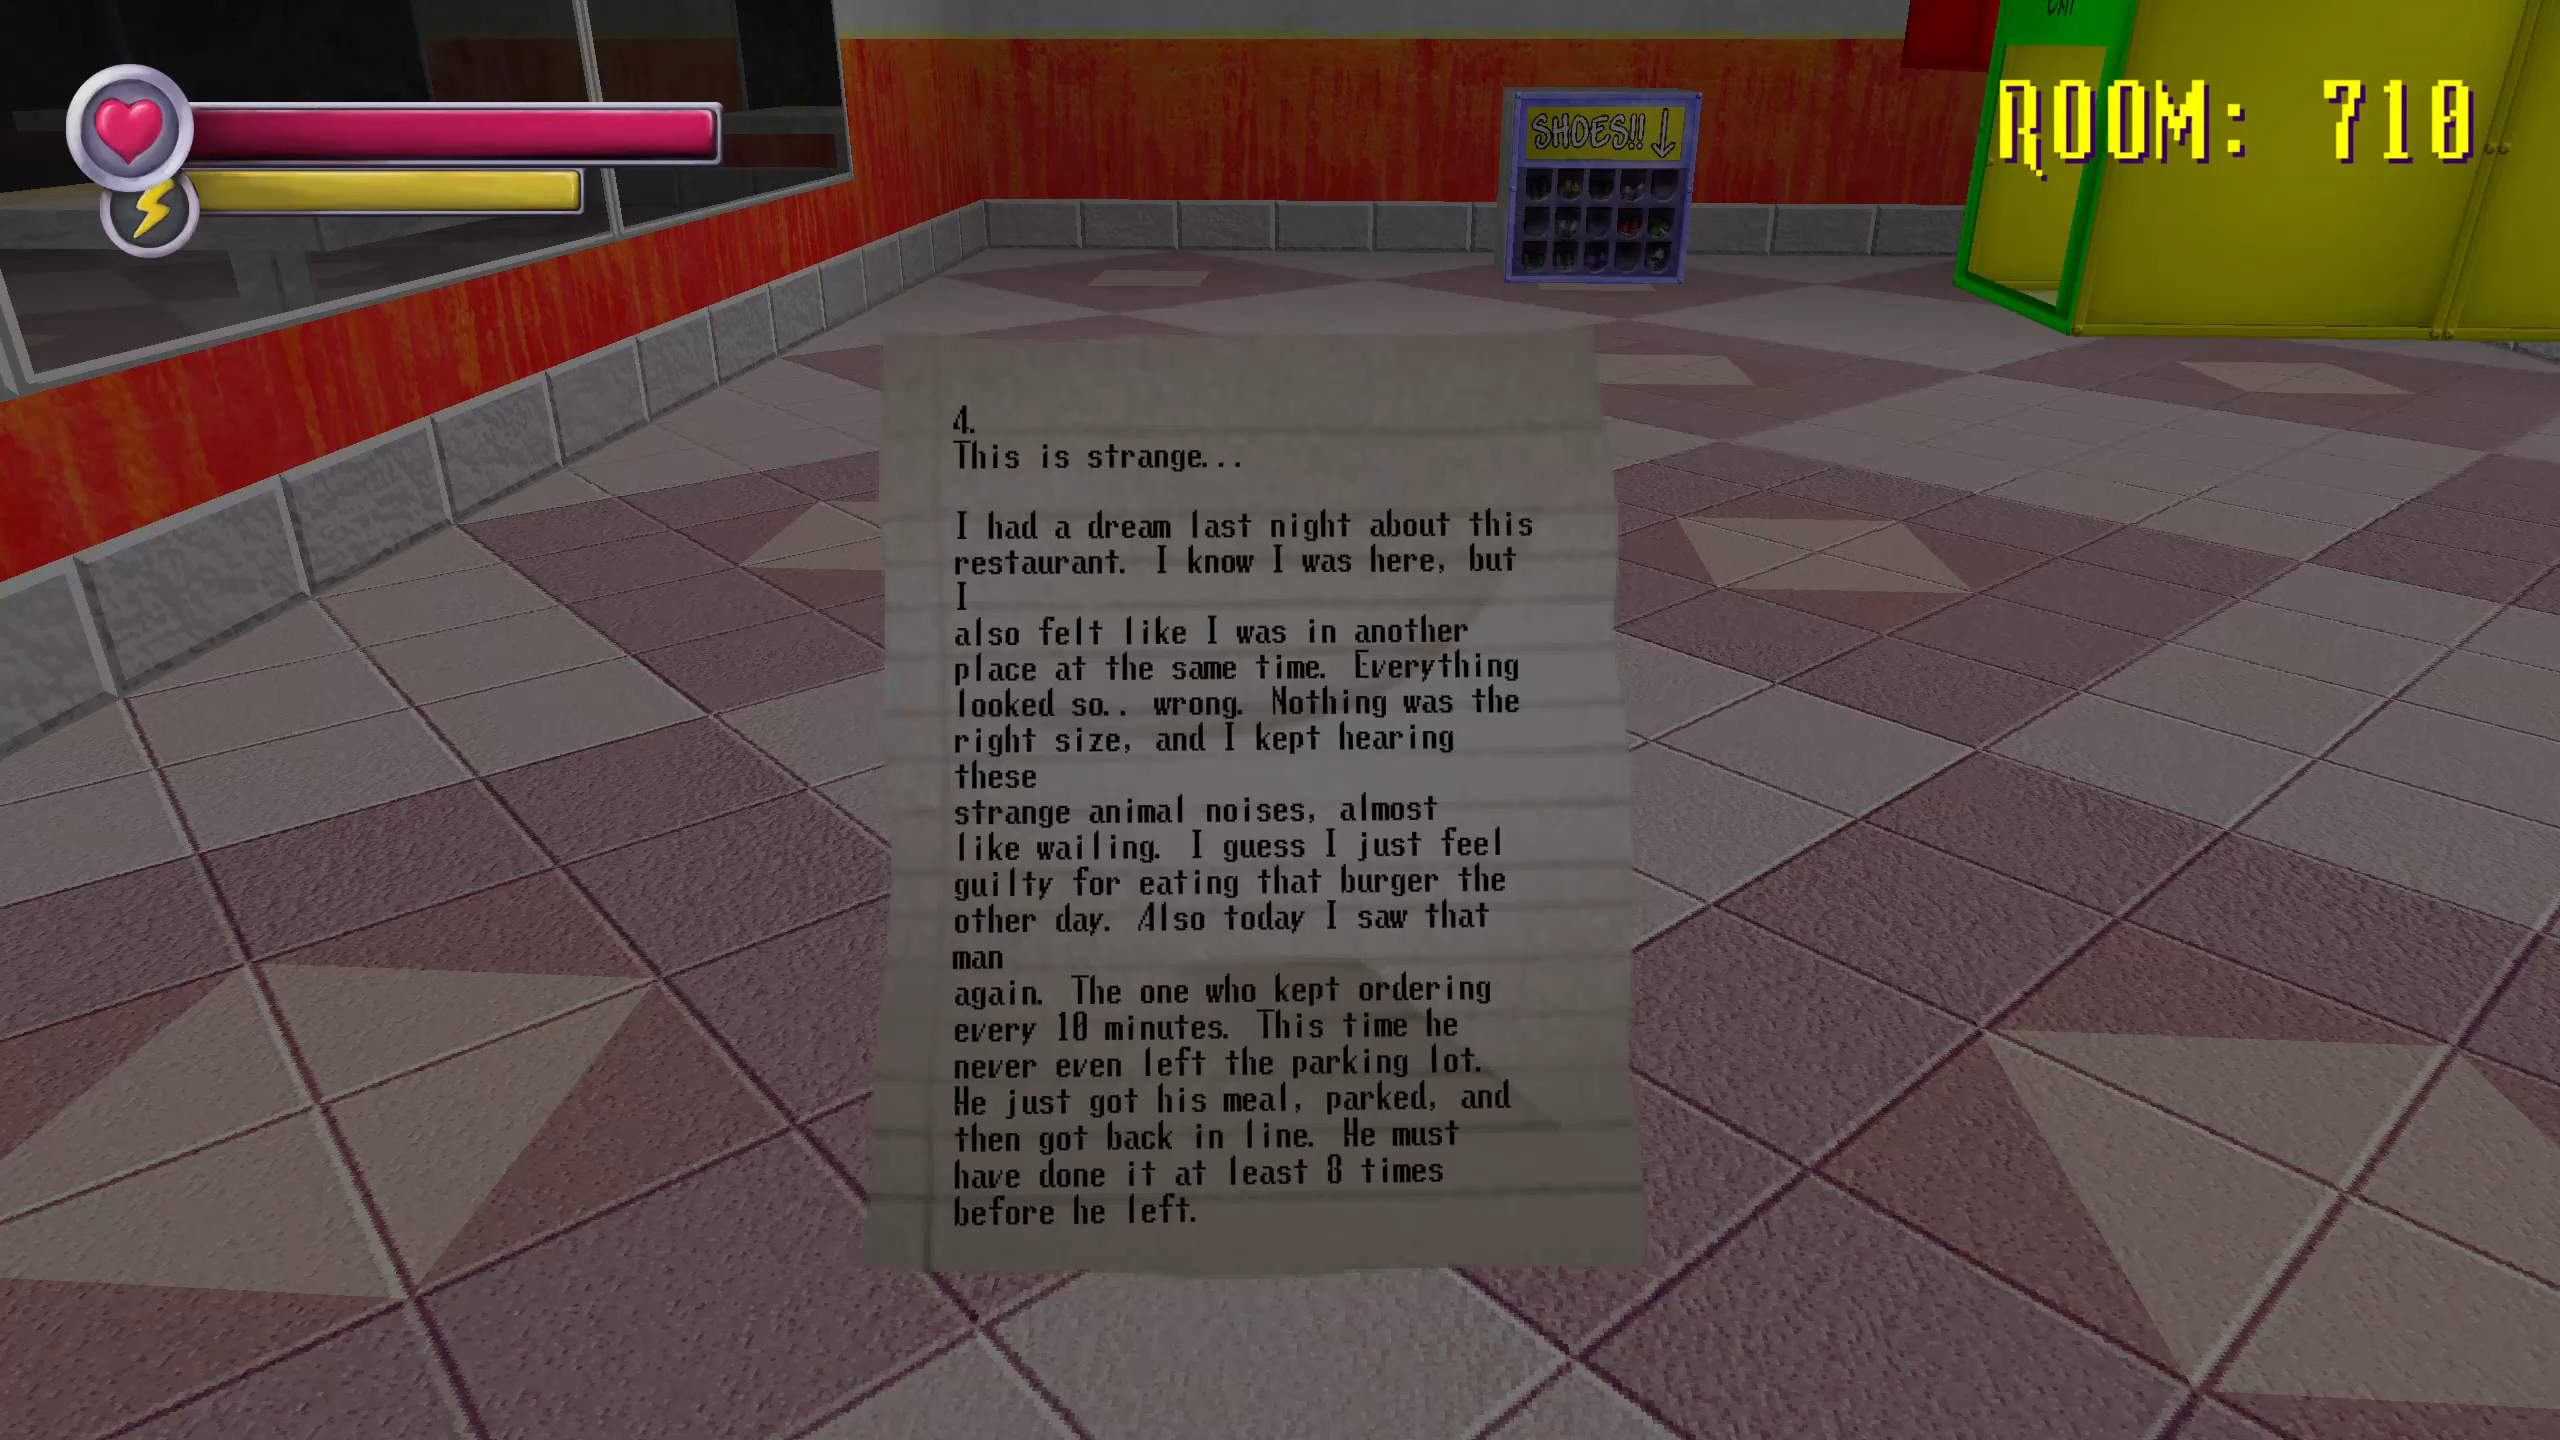 ROOM: 710
SHOES!!
4.
This is strange...
I had a dream last night about this
restaurant. I know I was here, but
I
also felt like I was in another
place at the same time. Everything
looked so.. wrong. Nothing was the
right size, and I kept hearing
these
strange animal noises, almost
like wailing. I guess I just feel
guilty for eating that burger the
other day. Also today I saw that
man
again. The one who kept ordering
every 10 minutes. This time he
never even left the parking lot.
He just got his meal, parked, and
then got back in line. He must
have done it at least 8 times
before he left.